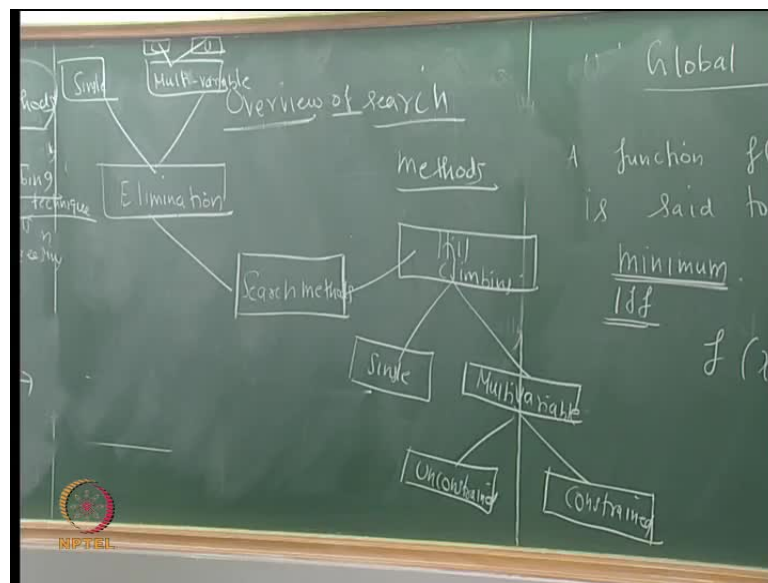 C U
Single Multi-variable
Overview of search
methods
Elimination
Search methods
Hill
climbing
Single
Multivariable
Unconstrained
Constrained
technique
Global
A function
is said to
minimum.
Iff
f (x
NPTEL